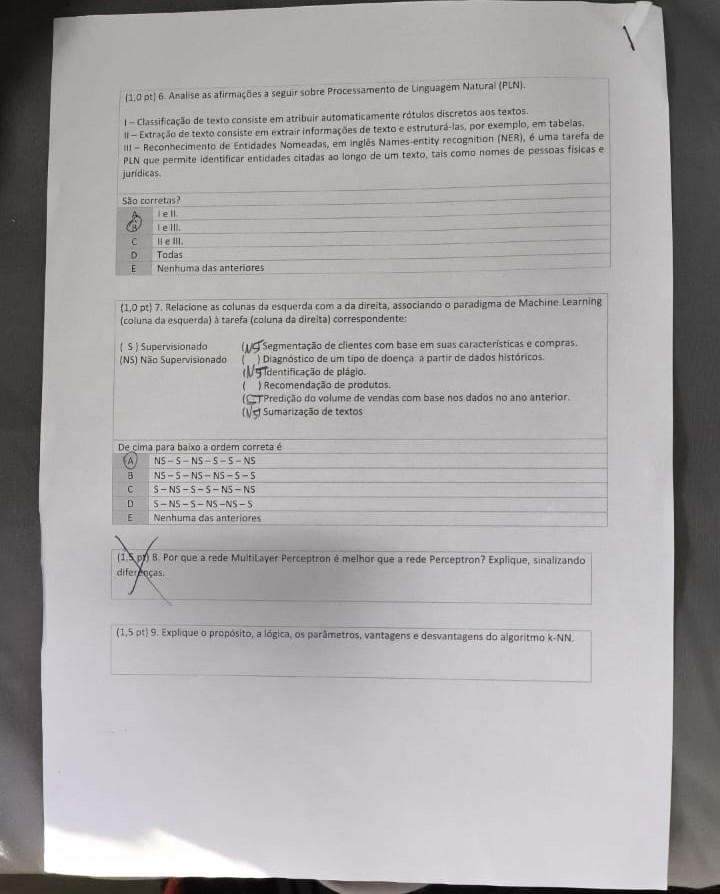 (1,0 pt) 6. Analise as afirmações a seguir sobre Processamento de Linguagem Natural (PLN).
I – Classificação de texto consiste em atribuir automaticamente rótulos discretos aos textos.
II – Extração de texto consiste em extrair informações de texto e estruturá-las, por exemplo, em tabelas.
III – Reconhecimento de Entidades Nomeadas, em inglês Names-entity recognition (NER), é uma tarefa de
PLN que permite identificar entidades citadas ao longo de um texto, tais como nomes de pessoas físicas e
jurídicas.
São corretas?
A I e II.
B I e III.
C II e III.
D Todas
E Nenhuma das anteriores
(1,0 pt) 7. Relacione as colunas da esquerda com a da direita, associando o paradigma de Machine Learning
(coluna da esquerda) à tarefa (coluna da direita) correspondente:
( S ) Supervisionado (NS) Segmentação de clientes com base em suas características e compras.
(NS) Não Supervisionado ( ) Diagnóstico de um tipo de doença a partir de dados históricos.
(NS) Identificação de plágio.
( ) Recomendação de produtos.
( ) Predição do volume de vendas com base nos dados no ano anterior.
(NS) Sumarização de textos
De cima para baixo a ordem correta é
A NS – S – NS – S – S – NS
B NS – S – NS – NS – S – S
C S – NS – S – S – NS – NS
D S – NS – S – NS –NS – S
E Nenhuma das anteriores
(1,5 pt) 8. Por que a rede MultiLayer Perceptron é melhor que a rede Perceptron? Explique, sinalizando
diferenças.
(1,5 pt) 9. Explique o propósito, a lógica, os parâmetros, vantagens e desvantagens do algoritmo k-NN.